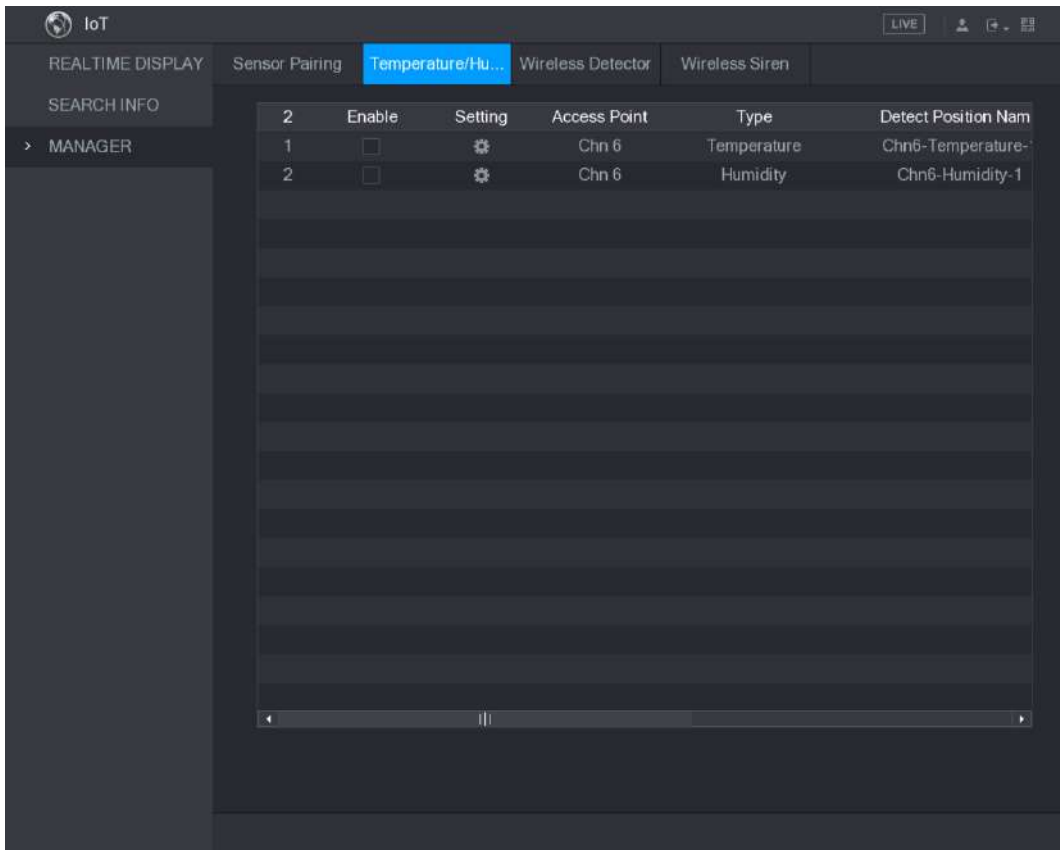 IoT
LIVE
REALTIME DISPLAY
SEARCH INFO
> MANAGER
Sensor Pairing Temperature/Hu... Wireless Detector Wireless Siren
2 Enable Setting Access Point Type Detect Position Nam
1 Chn 6 Temperature Chn6-Temperature-1
2 Chn 6 Humidity Chn6-Humidity-1